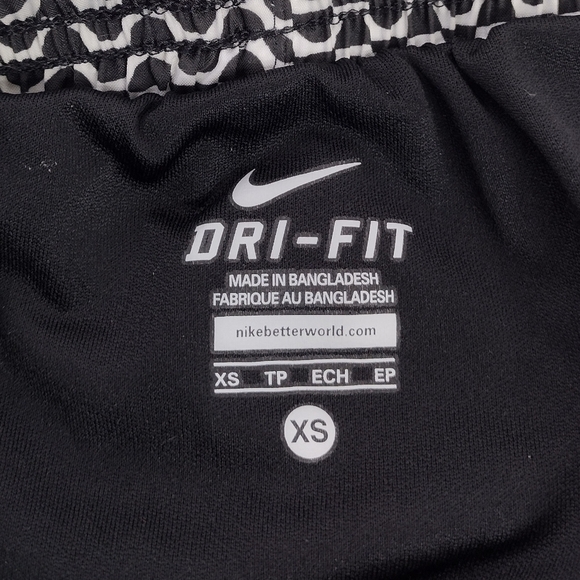 DRI-FIT
MADE IN BANGLADESH
FABRIQUE AU BANGLADESH
nikebetterworld.com
XS TP ECH EP
XS